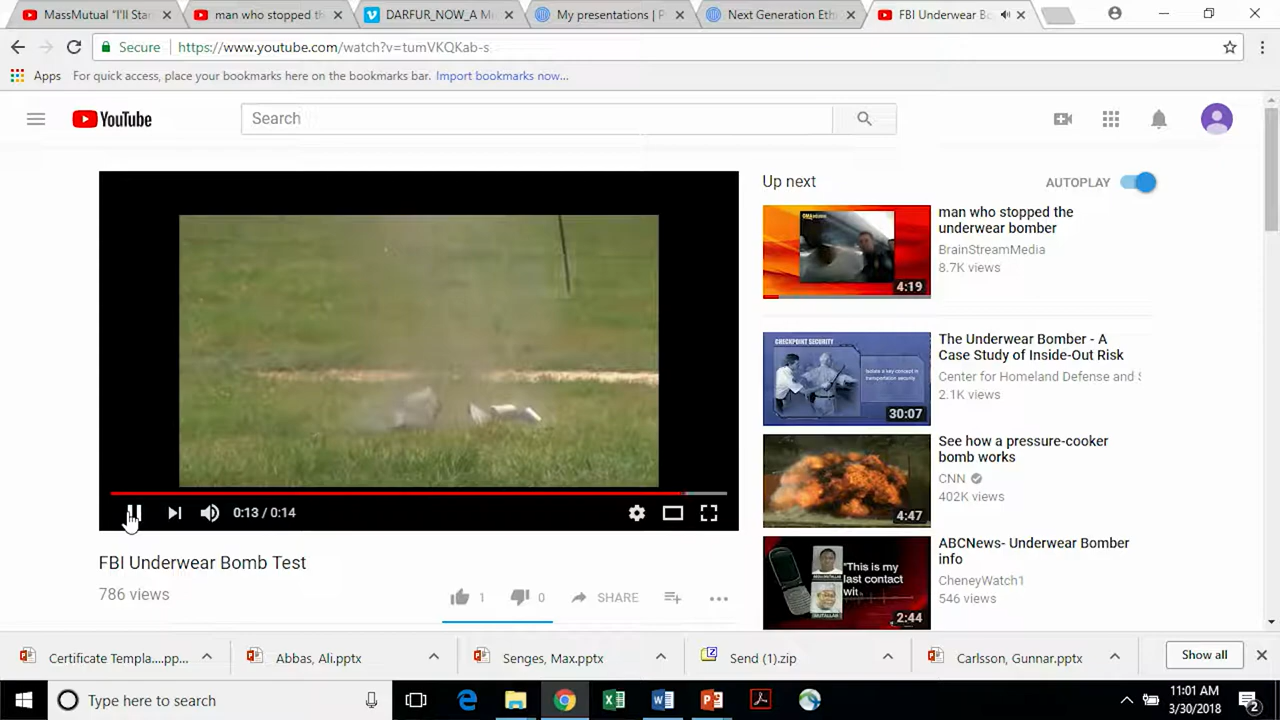 MassMutual "I'll Star
man who stopped th
DARFUR_NOW_A Mi
My presentations | P
Next Generation Ethi
FBI Underwear Bo
Secure
https://www.youtube.com/watch?v=tumVKQKab-s
Apps
For quick access, place your bookmarks here on the bookmarks bar. Import bookmarks now...
YouTube
Search
Up next
AUTOPLAY
man who stopped the
underwear bomber
BrainStreamMedia
8.7K views
4:19
CHECKPOINT SECURITY
The Underwear Bomber - A
Case Study of Inside-Out Risk
Center for Homeland Defense and S
2.1K views
30:07
See how a pressure-cooker
bomb works
CNN
402K views
4:47
"This is my
last contact
wit
ABCNews- Underwear Bomber
info
CheneyWatch1
546 views
2:44
0:13 / 0:14
FBI Underwear Bomb Test
786 views
1
0
SHARE
Certificate Templa....pp...
Abbas, Ali.pptx
Senges, Max.pptx
Send (1).zip
Carlsson, Gunnar.pptx
Show all
Type here to search
11:01 AM
3/30/2018
2